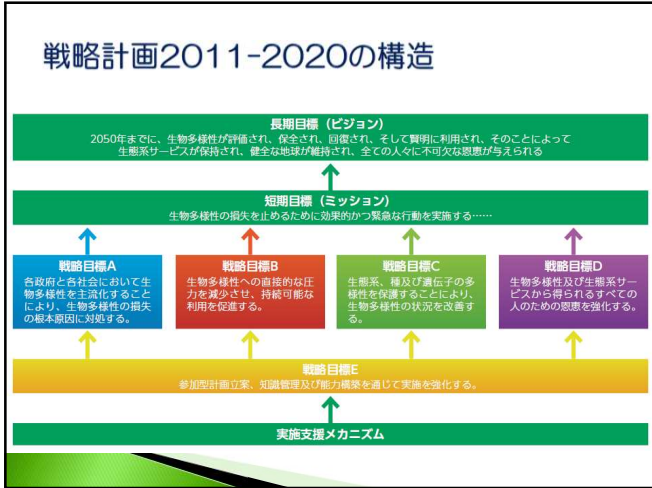 戦略計画2011-2020の構造
長期目標（ビジョン）
2050年までに、生物多様性が評価され、保全され、回復され、そして賢明に利用され、そのことによって
生態系サービスが保持され、健全な地球が維持され、全ての人々に不可欠な恩恵が与えられる
短期目標（ミッション）
生物多様性の損失を止めるために効果的かつ緊急な行動を実施する……
戦略目標A
各政府と各社会において生
物多様性を主流化すること
により、生物多様性の損失
の根本原因に対処する。
戦略目標B
生物多様性への直接的な圧
力を減少させ、持続可能な
利用を促進する。
戦略目標C
生態系、種及び遺伝子の多
様性を保護することにより、
生物多様性の状況を改善す
る。
戦略目標D
生物多様性及び生態系サー
ビスから得られるすべての
人のための恩恵を強化する。
戦略目標E
参加型計画立案、知識管理及び能力構築を通じて実施を強化する。
実施支援メカニズム